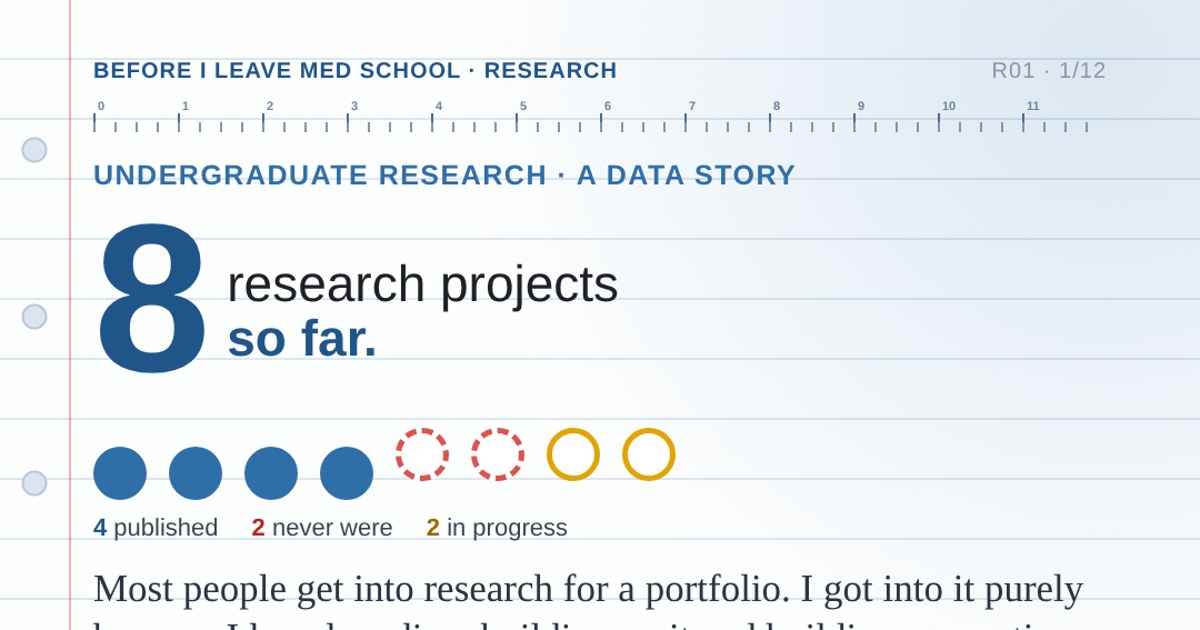 BEFORE I LEAVE MED SCHOOL · RESEARCH
R01 · 1/12
0 1 2 3 4 5 6 7 8 9 10 11
UNDERGRADUATE RESEARCH · A DATA STORY
8 research projects
so far.
4 published 2 never were 2 in progress
Most people get into research for a portfolio. I got into it purely